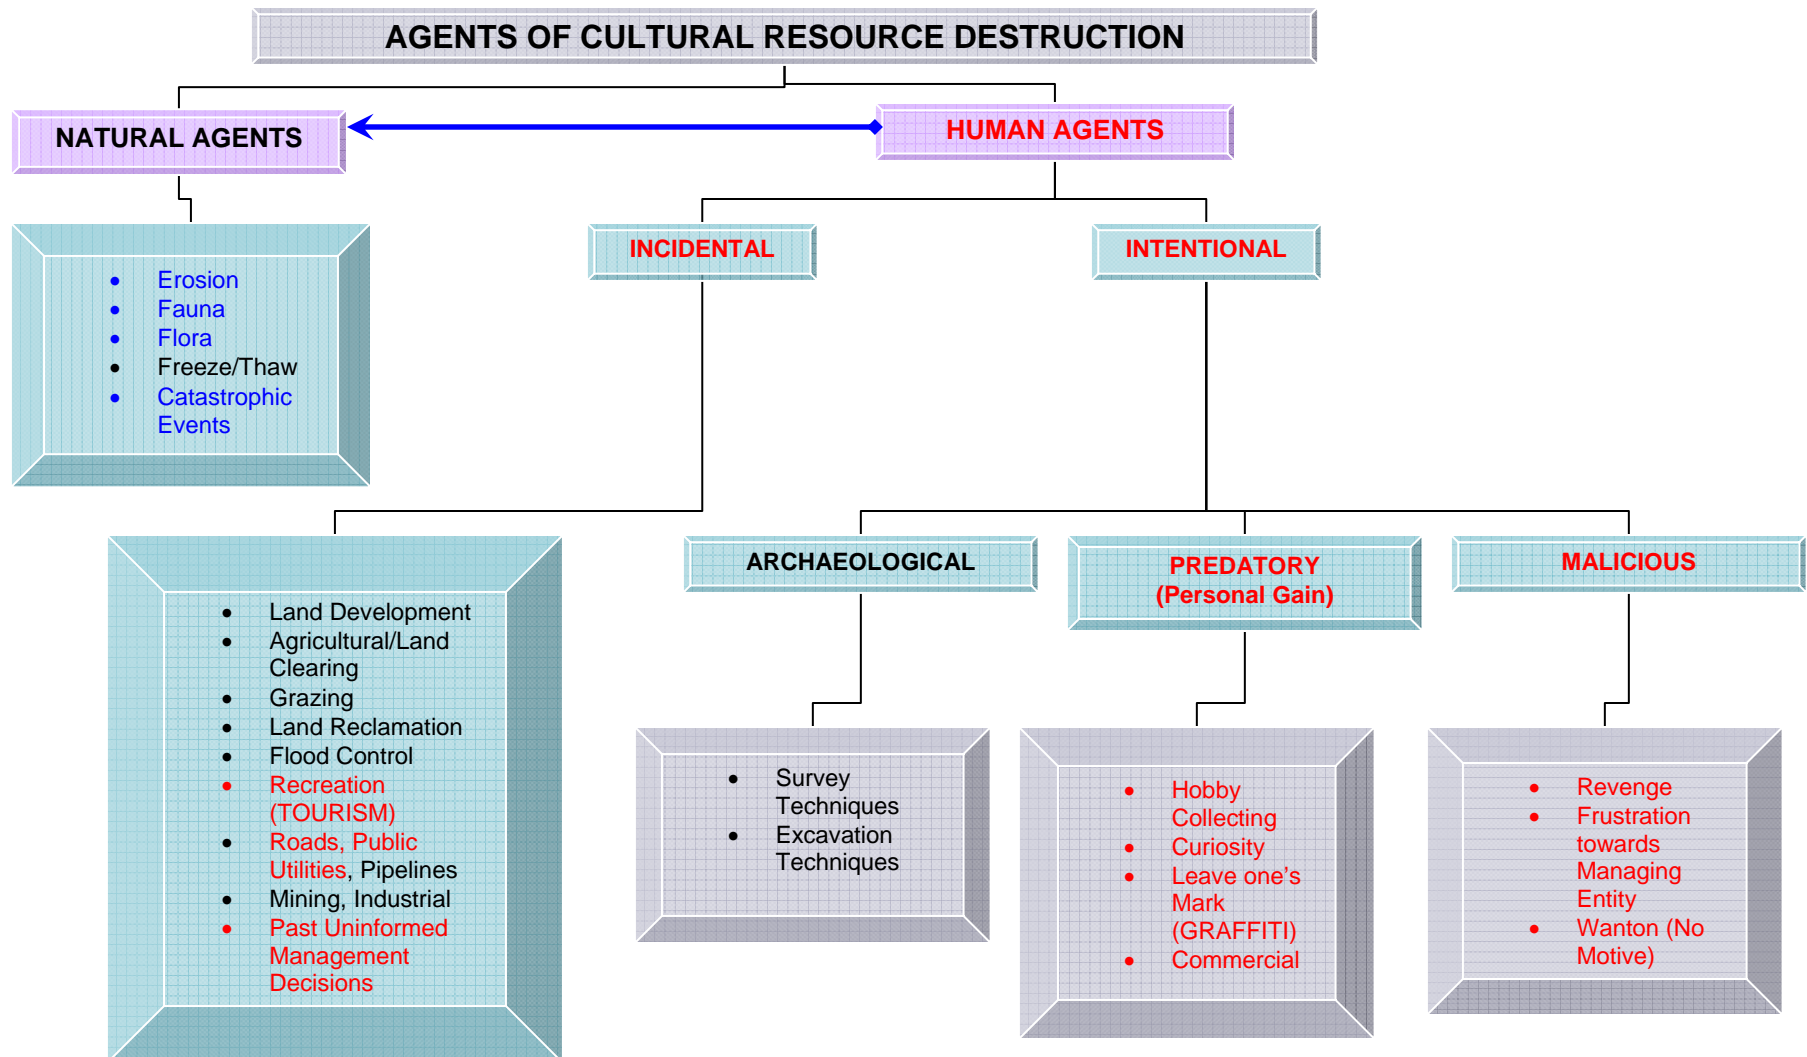 AGENTS OF CULTURAL RESOURCE DESTRUCTION
NATURAL AGENTS
HUMAN AGENTS
INCIDENTAL
INTENTIONAL
• Erosion
• Fauna
• Flora
• Freeze/Thaw
• Catastrophic
Events
ARCHAEOLOGICAL
PREDATORY
(Personal Gain)
MALICIOUS
• Land Development
• Agricultural/Land
Clearing
• Grazing
• Land Reclamation
• Flood Control
• Recreation
(TOURISM)
• Roads, Public
Utilities, Pipelines
• Mining, Industrial
• Past Uninformed
Management
Decisions
• Survey
Techniques
• Excavation
Techniques
• Hobby
Collecting
• Curiosity
• Leave one’s
Mark
(GRAFFITI)
• Commercial
• Revenge
• Frustration
towards
Managing
Entity
• Wanton (No
Motive)